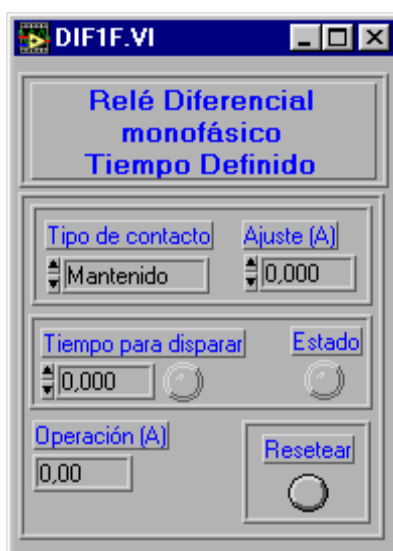 DIF1F.VI
Relé Diferencial
monofásico
Tiempo Definido
Tipo de contacto Ajuste (A)
Mantenido 0,000
Tiempo para disparar Estado
0,000
Operación (A)
0,00
Resetear